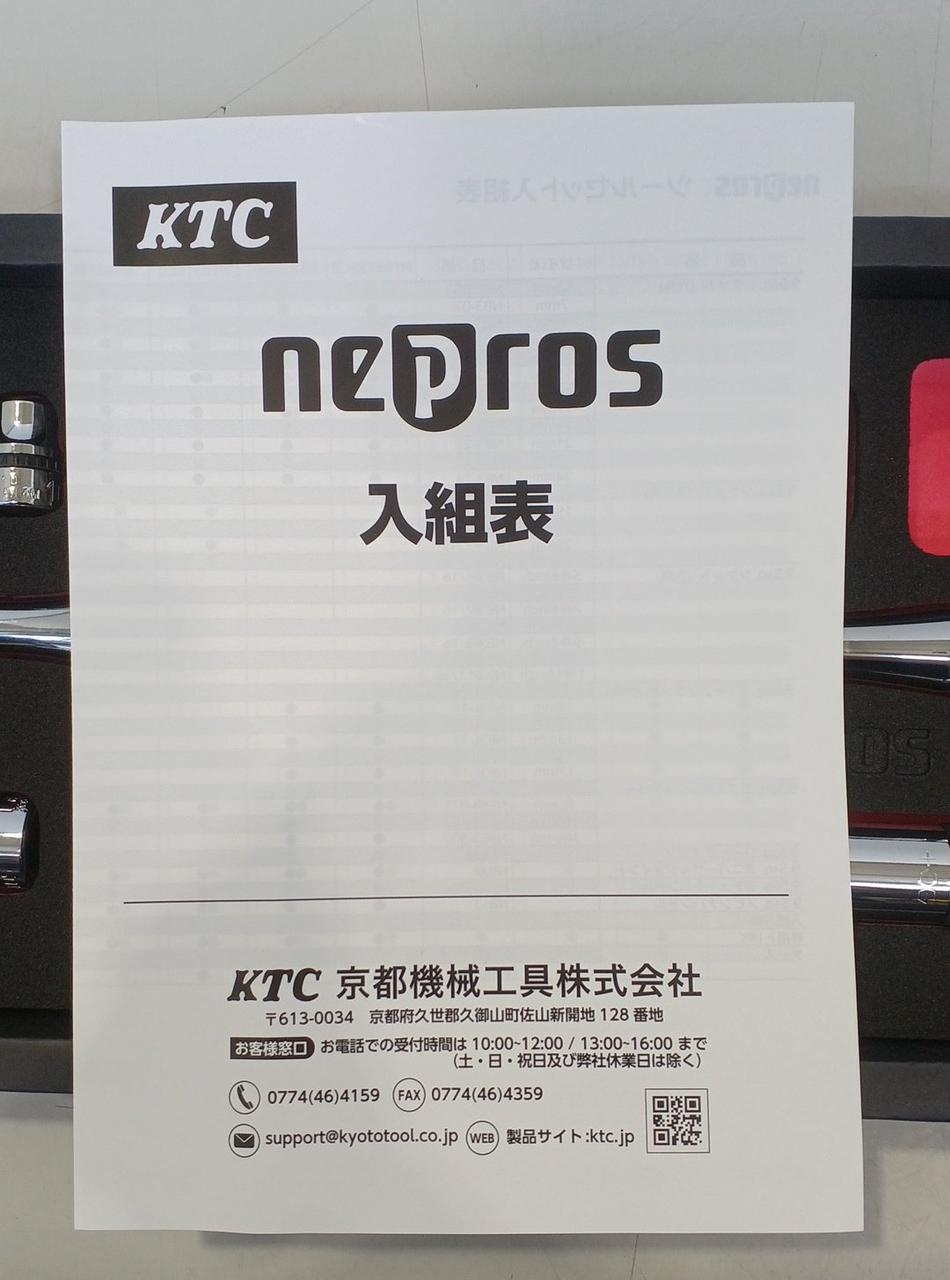 KTC
nepros
入組表
KTC 京都機械工具株式会社
〒613-0034 京都府久世郡久御山町佐山新開地 128 番地
お客様窓口 お電話での受付時間は 10:00~12:00 / 13:00~16:00 まで
(土・日・祝日及び弊社休業日は除く)
0774(46)4159 FAX 0774(46)4359
support@kyototool.co.jp WEB 製品サイト:ktc.jp